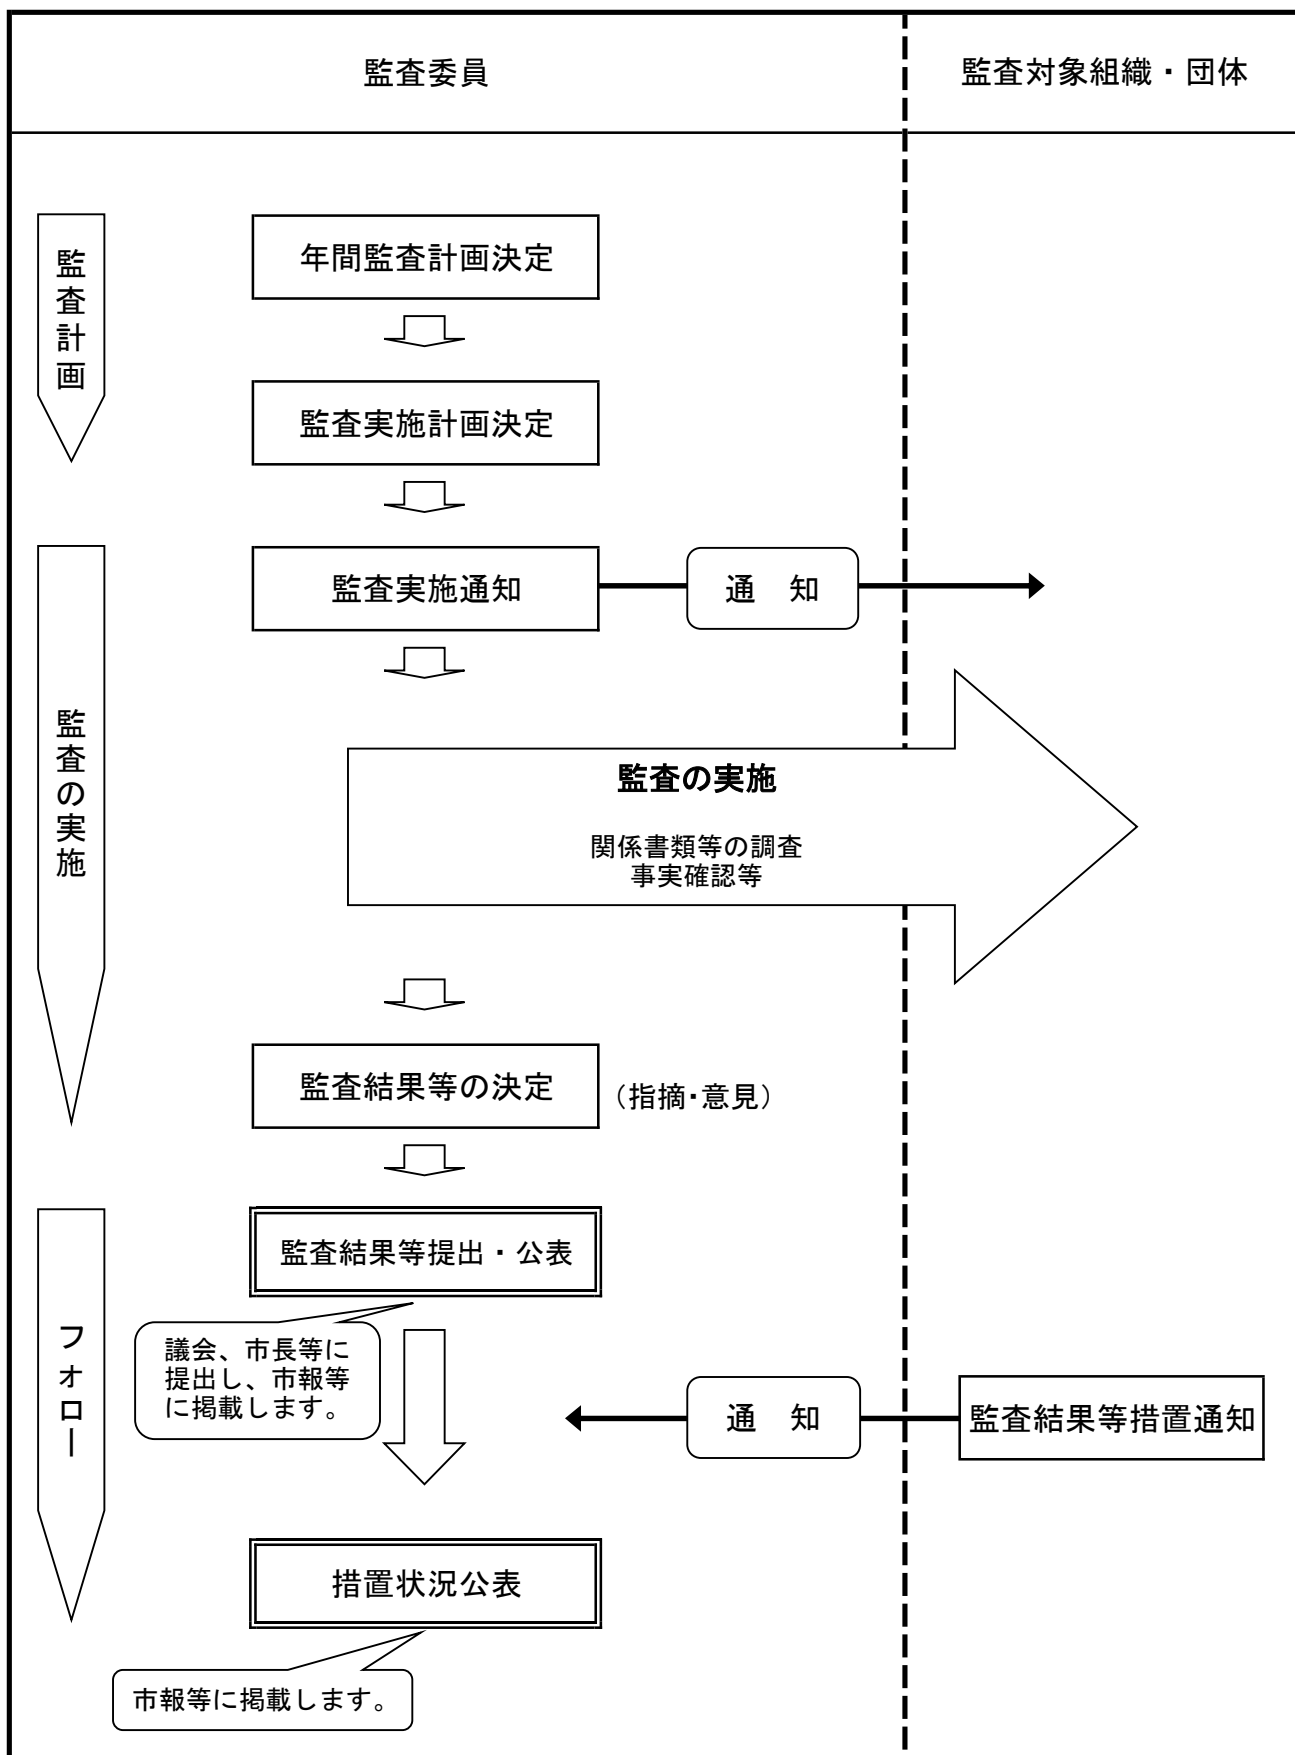 監査委員
監査対象組織・団体
監査計画
年間監査計画決定
監査実施計画決定
監査の実施
監査実施通知
通　知
監査の実施
関係書類等の調査
事実確認等
監査結果等の決定
（指摘・意見）
フォロー
監査結果等提出・公表
議会、市長等に
提出し、市報等
に掲載します。
通　知
監査結果等措置通知
措置状況公表
市報等に掲載します。